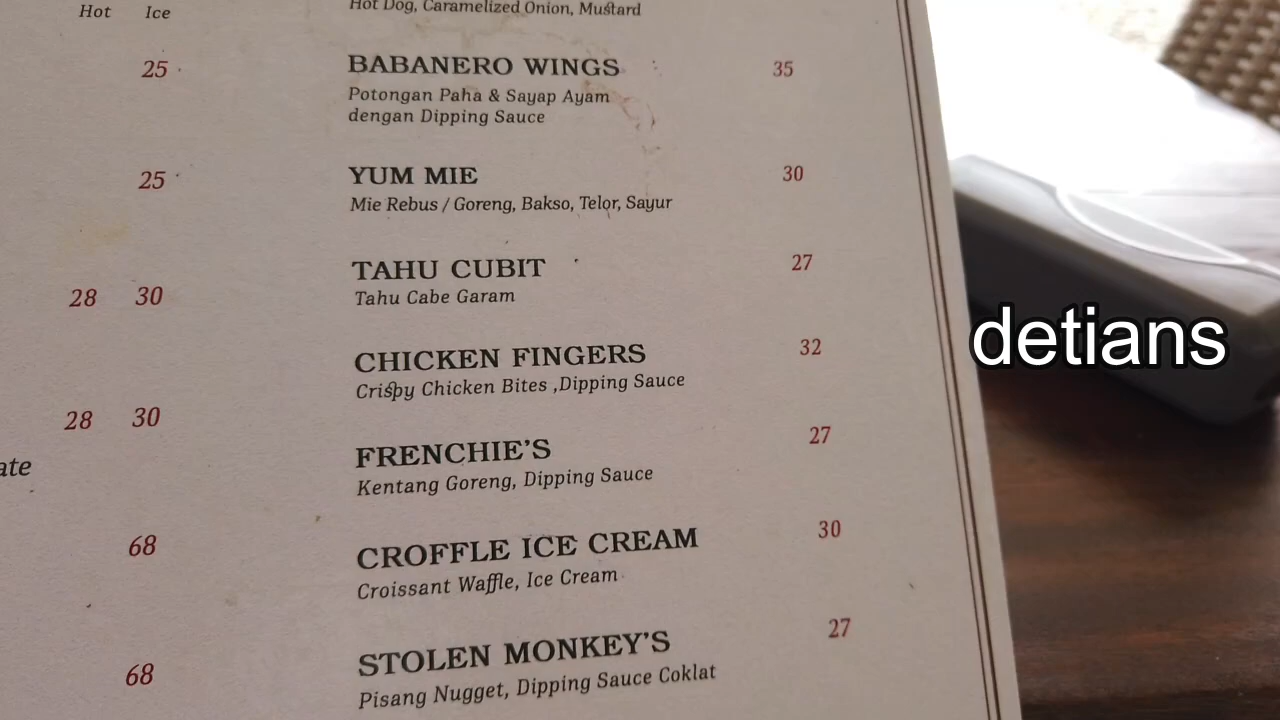 Hot Ice
Hot Dog, Caramelized Onion, Mustard
25
BABANERO WINGS 35
Potongan Paha & Sayap Ayam
dengan Dipping Sauce
25
YUM MIE 30
Mie Rebus / Goreng, Bakso, Telor, Sayur
28 30
TAHU CUBIT 27
Tahu Cabe Garam
28 30
CHICKEN FINGERS 32
Crispy Chicken Bites ,Dipping Sauce
ate
FRENCHIE'S 27
Kentang Goreng, Dipping Sauce
68
CROFFLE ICE CREAM 30
Croissant Waffle, Ice Cream
68
STOLEN MONKEY'S 27
Pisang Nugget, Dipping Sauce Coklat
detians